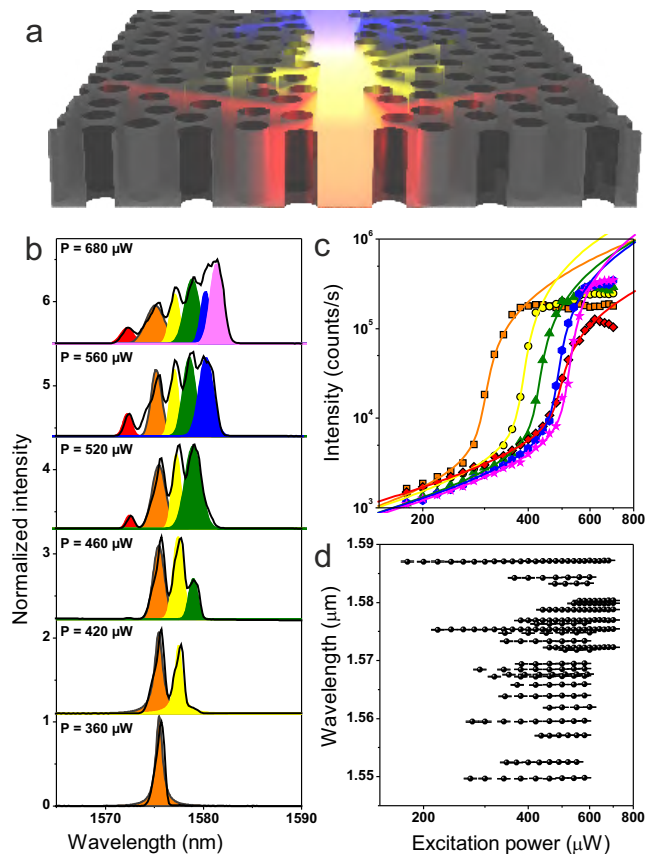 a
b
P = 680 µW
6
P = 560 µW
5
P = 520 µW
4
P = 460 µW
3
2
P = 420 µW
2
1
P = 360 µW
1
0
1570
1580
1590
Wavelength (nm)
Normalized intensity
c
10⁶
10⁵
10⁴
10³
200
400
600
800
Intensity (counts/s)
d
1.59
1.58
1.57
1.56
1.55
200
400
600
800
Wavelength (µm)
Excitation power (µW)